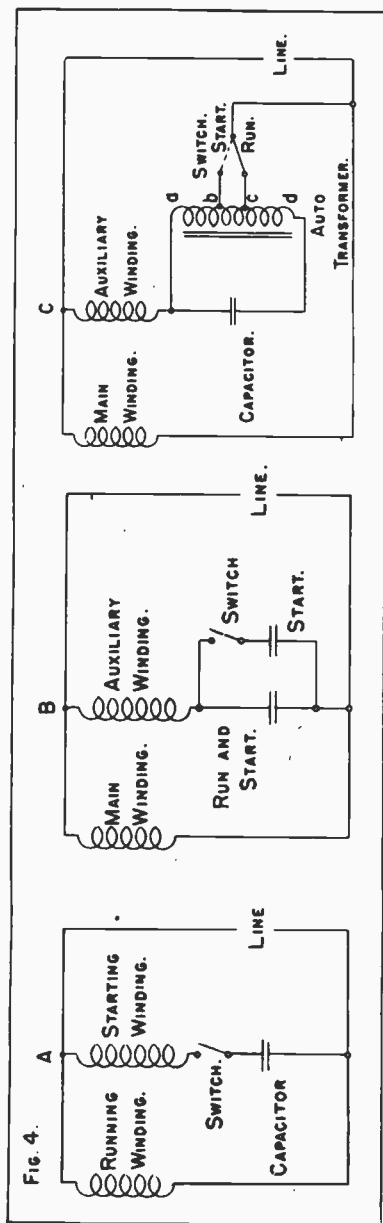 FIG. 4.
A
RUNNING
WINDING.
STARTING
WINDING.
SWITCH.
CAPACITOR
LINE
B
MAIN
WINDING.
AUXILIARY
WINDING.
RUN AND
START.
SWITCH
START.
LINE.
C
MAIN
WINDING.
AUXILIARY
WINDING.
CAPACITOR.
a
b
c
d
SWITCH
START.
RUN.
AUTO
TRANSFORMER.
LINE.